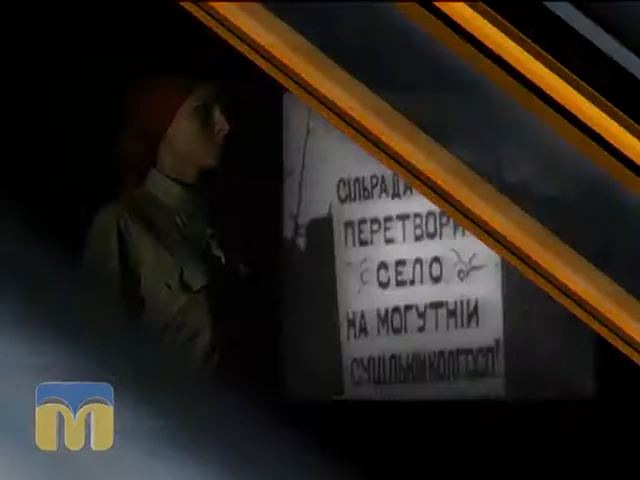 СІЛЬРАДА
ПЕРЕТВОРИ
СЕЛО
НА МОГУТНІЙ
СУЦІЛЬНИЙ КОЛГОСП!